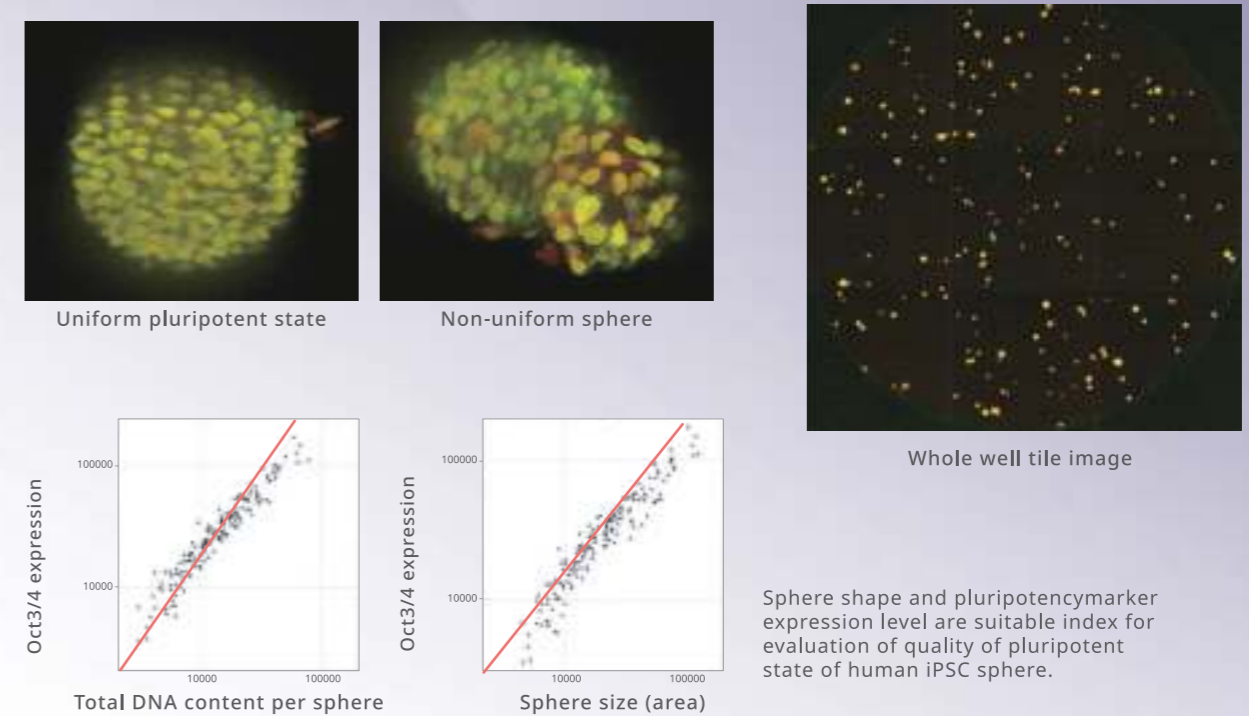 Uniform pluripotent state
Non-uniform sphere
Whole well tile image
Oct3/4 expression
100000
10000
10000
100000
Total DNA content per sphere
Oct3/4 expression
100000
10000
10000
100000
Sphere size (area)
Sphere shape and pluripotencymarker
expression level are suitable index for
evaluation of quality of pluripotent
state of human iPSC sphere.